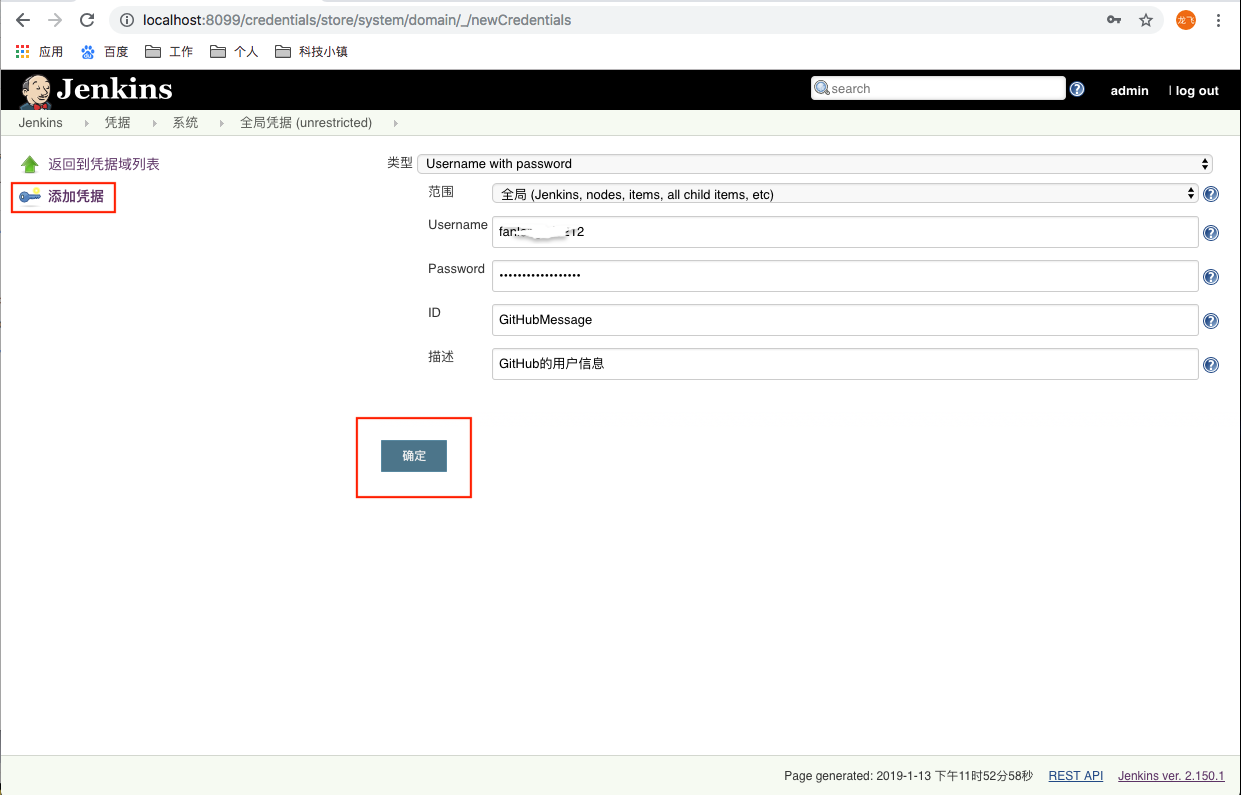 localhost:8099/credentials/store/system/domain/_/newCredentials
龙飞
应用 百度 工作 个人 科技小镇
Jenkins search admin | log out
Jenkins 凭据 系统 全局凭据 (unrestricted)
返回到凭据域列表
添加凭据
类型 Username with password
范围 全局 (Jenkins, nodes, items, all child items, etc)
Username
Password ••••••••••••••••••
ID GitHubMessage
描述 GitHub的用户信息
确定
Page generated: 2019-1-13 下午11时52分58秒 REST API Jenkins ver. 2.150.1